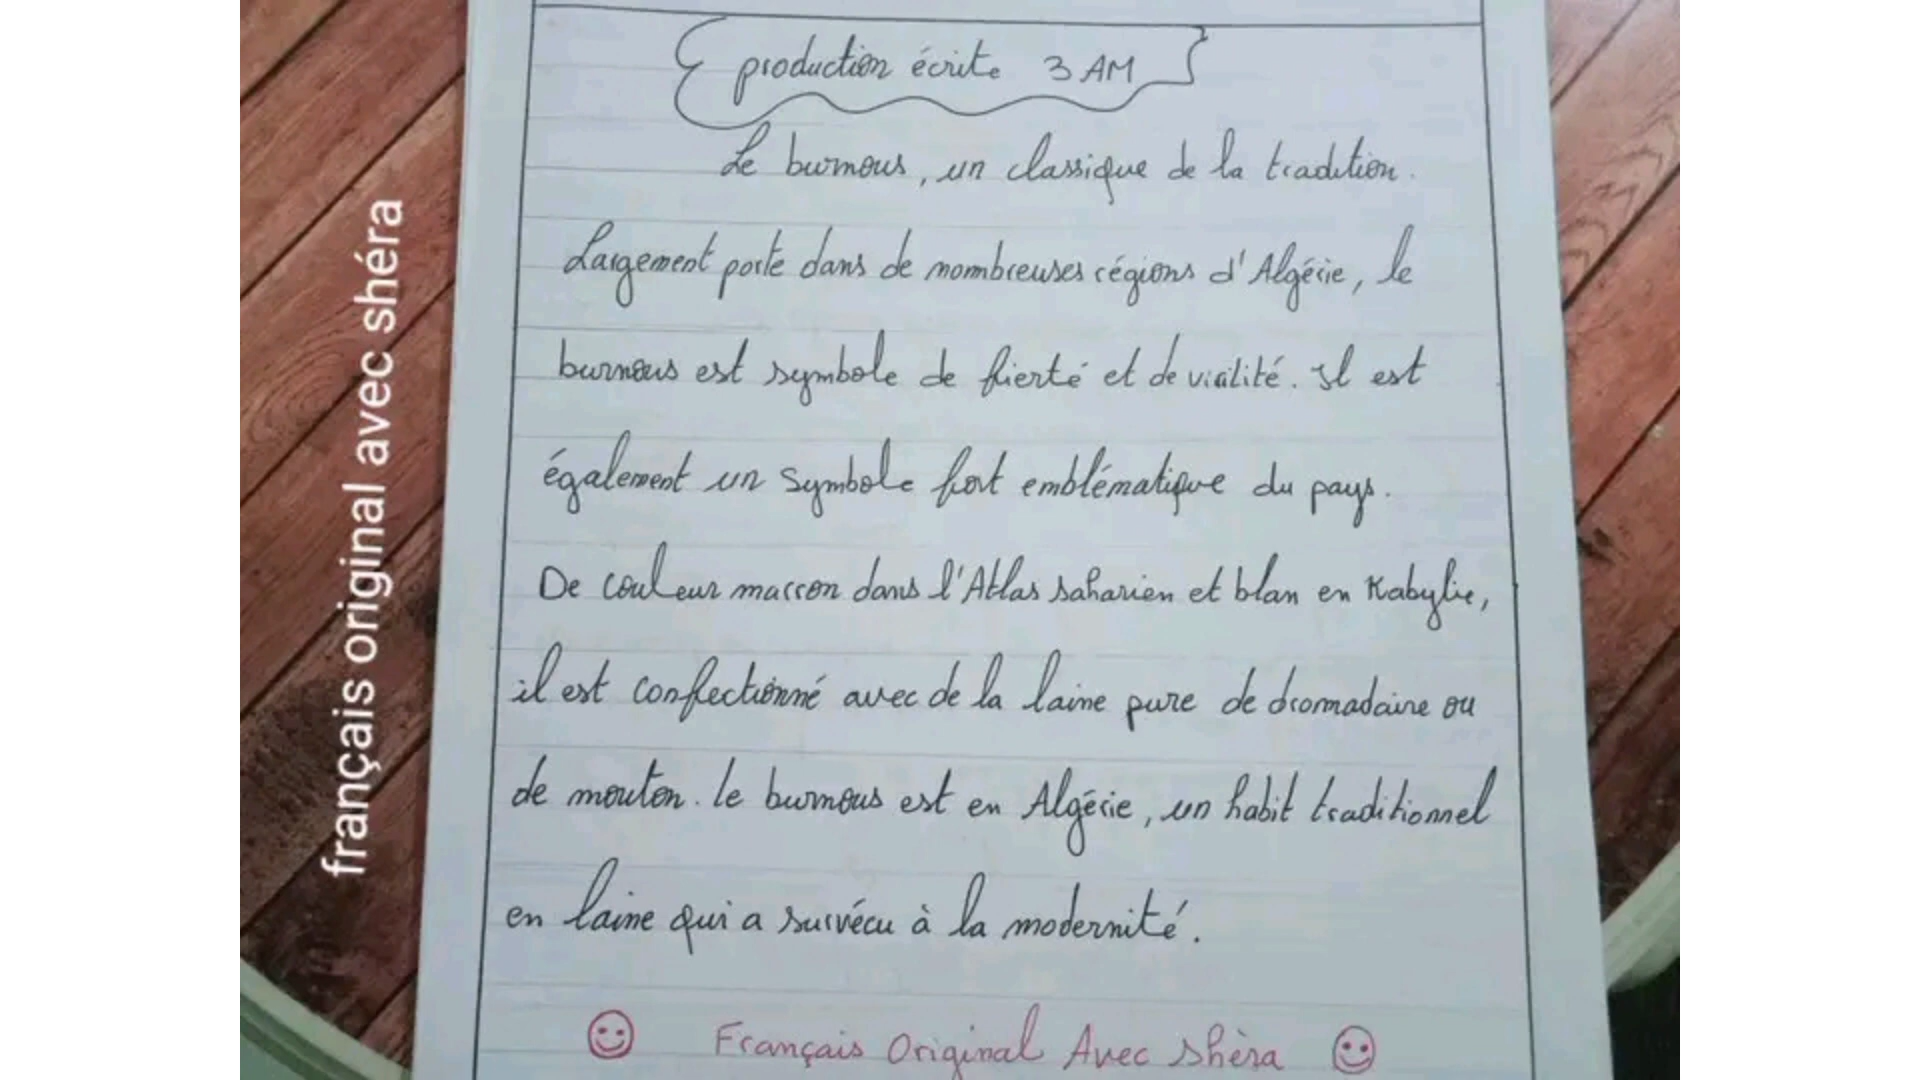 production écrite 3 AM
Le burnous, un classique de la tradition.
Largement porte dans de nombreuses régions d'Algérie, le
burnous est symbole de fierté et de virilité. Il est
également un symbole fort emblématique du pays.
De couleur marron dans l'Atlas saharien et blan en Kabylie,
il est confectionné avec de la laine pure de dromadaire ou
de mouton. le burnous est en Algérie, un habit traditionnel
en laine qui a survécu à la modernité.
Français Original Avec shèra
français original avec shéra